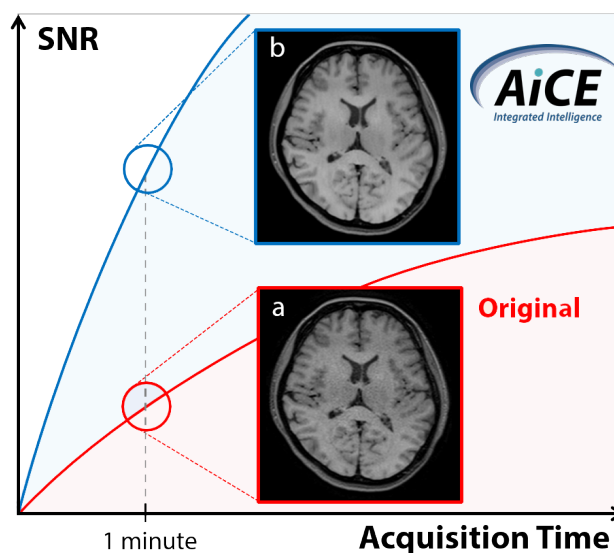 SNR
b
AiCE
Integrated Intelligence
a
Original
1 minute
Acquisition Time